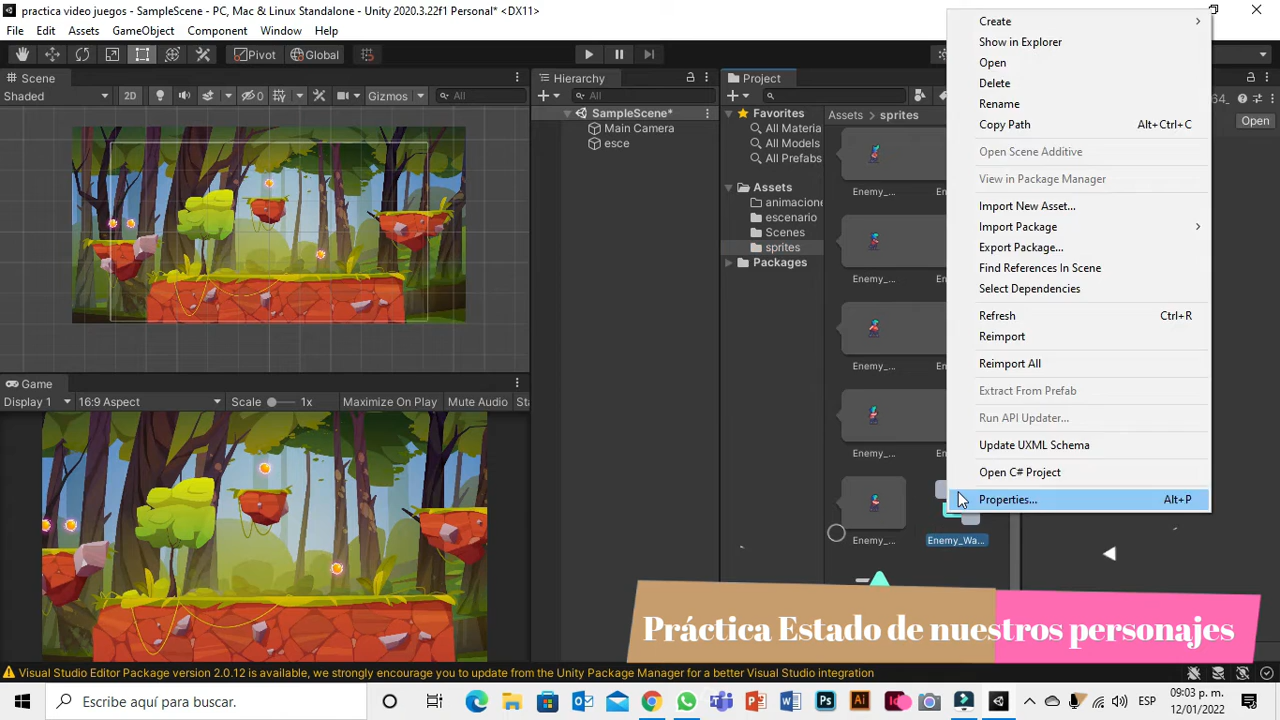 practica video juegos - SampleScene - PC, Mac & Linux Standalone - Unity 2020.3.22f1 Personal* <DX11>
File Edit Assets GameObject Component Window Help
Pivot Global
Scene
Shaded 2D 0 Gizmos All
Game
Display 1 16:9 Aspect Scale 1x Maximize On Play Mute Audio
Hierarchy
All
SampleScene*
Main Camera
esce
Project
Favorites
All Materia
All Models
All Prefabs
Assets
animacione
escenario
Scenes
sprites
Packages
Assets > sprites
Enemy_...
Enemy_...
Enemy_...
Enemy_...
Enemy_... Enemy_Wa...
Create
Show in Explorer
Open
Delete
Rename
Copy Path Alt+Ctrl+C
Open Scene Additive
View in Package Manager
Import New Asset...
Import Package
Export Package...
Find References In Scene
Select Dependencies
Refresh Ctrl+R
Reimport
Reimport All
Extract From Prefab
Run API Updater...
Update UXML Schema
Open C# Project
Properties... Alt+P
64_
Open
Práctica Estado de nuestros personajes
Visual Studio Editor Package version 2.0.12 is available, we strongly encourage you to update from the Unity Package Manager for a better Visual Studio integration
Escribe aquí para buscar.
ESP
09:03 p. m.
12/01/2022